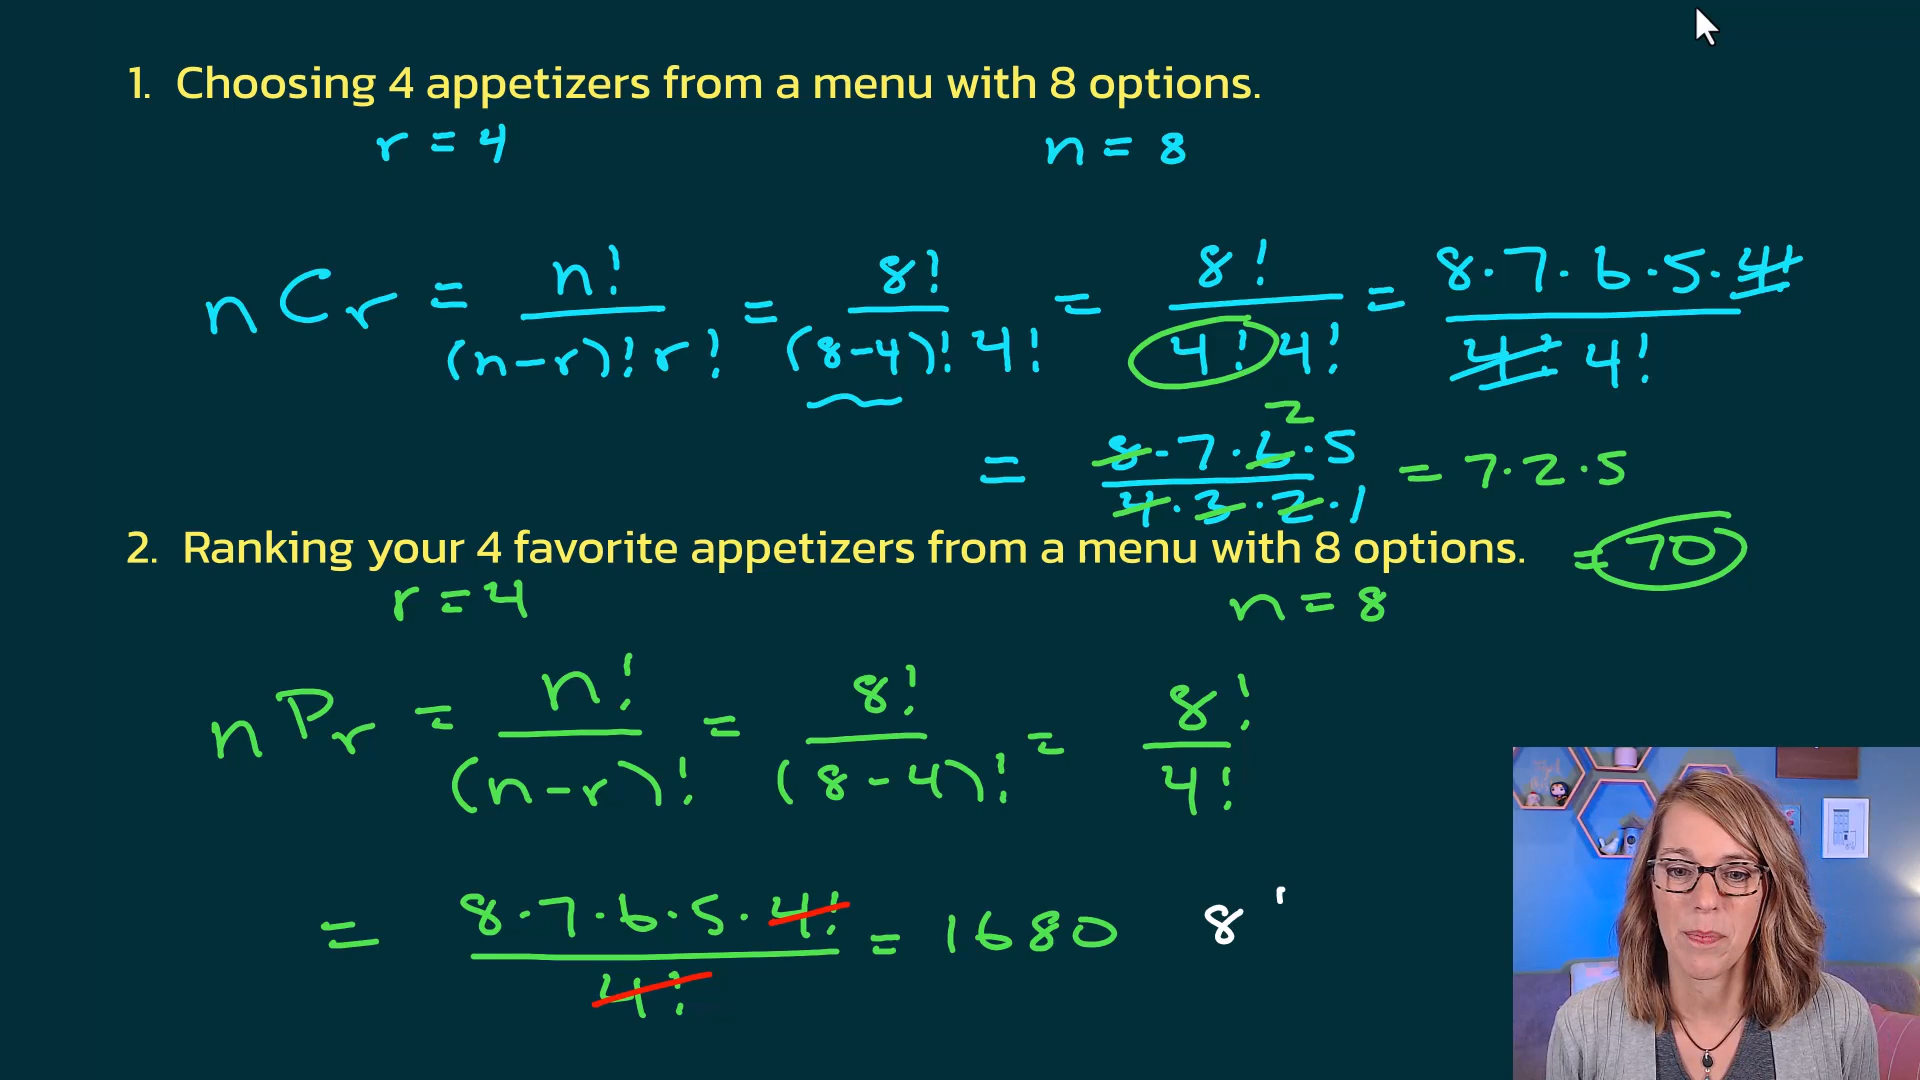 1. Choosing 4 appetizers from a menu with 8 options.
r = 4 n = 8
nCr = n! / (n-r)! r! = 8! / (8-4)! 4! = 8! / 4! 4! = 8·7·6·5·4! / 4! 4!
= 8·7·6·5 / 4·3·2·1 2 = 7·2·5
2. Ranking your 4 favorite appetizers from a menu with 8 options. = 70
r = 4 n = 8
nPr = n! / (n-r)! = 8! / (8-4)! = 8! / 4!
= 8·7·6·5·4! / 4! = 1680 8